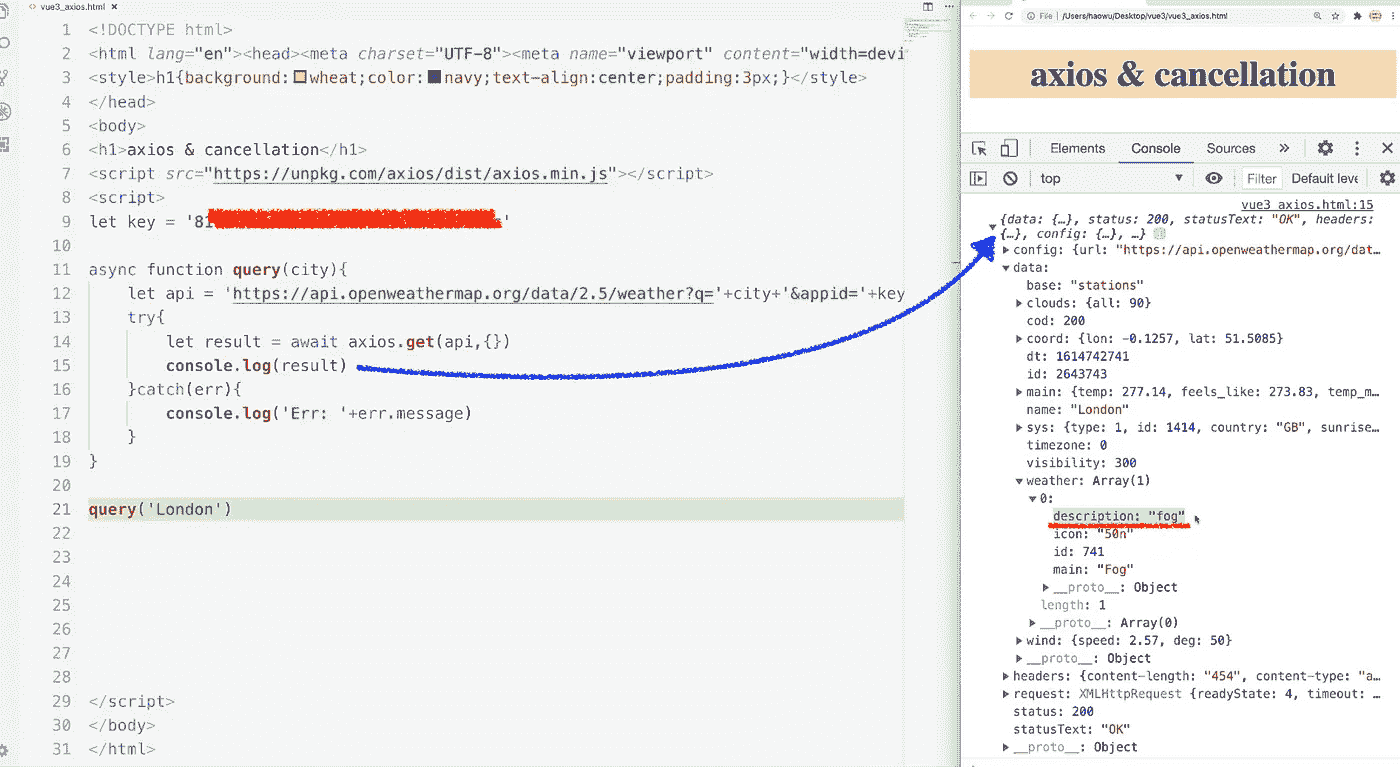 vue3_axios.html ×
1 <!DOCTYPE html>
2 <html lang="en"><head><meta charset="UTF-8"><meta name="viewport" content="width=devi
3 <style>h1{background:wheat;color:navy;text-align:center;padding:3px;}</style>
4 </head>
5 <body>
6 <h1>axios & cancellation</h1>
7 <script src="https://unpkg.com/axios/dist/axios.min.js"></script>
8 <script>
9 let key = '81 '
10
11 async function query(city){
12 let api = 'https://api.openweathermap.org/data/2.5/weather?q='+city+'&appid='+key
13 try{
14 let result = await axios.get(api,{})
15 console.log(result)
16 }catch(err){
17 console.log('Err: '+err.message)
18 }
19 }
20
21 query('London')
22
23
24
25
26
27
28
29 </script>
30 </body>
31 </html>
File | /Users/haowu/Desktop/vue3/vue3_axios.html
axios & cancellation
Elements Console Sources »
top Filter Default leve
vue3_axios.html:15
{data: {…}, status: 200, statusText: "OK", headers:
{…}, config: {…}, …}
config: {url: "https://api.openweathermap.org/dat…
data:
base: "stations"
clouds: {all: 90}
cod: 200
coord: {lon: -0.1257, lat: 51.5085}
dt: 1614742741
id: 2643743
main: {temp: 277.14, feels_like: 273.83, temp_m…
name: "London"
sys: {type: 1, id: 1414, country: "GB", sunrise…
timezone: 0
visibility: 300
weather: Array(1)
0:
description: "fog"
icon: "50n"
id: 741
main: "Fog"
__proto__: Object
length: 1
__proto__: Array(0)
wind: {speed: 2.57, deg: 50}
__proto__: Object
headers: {content-length: "454", content-type: "a…
request: XMLHttpRequest {readyState: 4, timeout: …
status: 200
statusText: "OK"
__proto__: Object